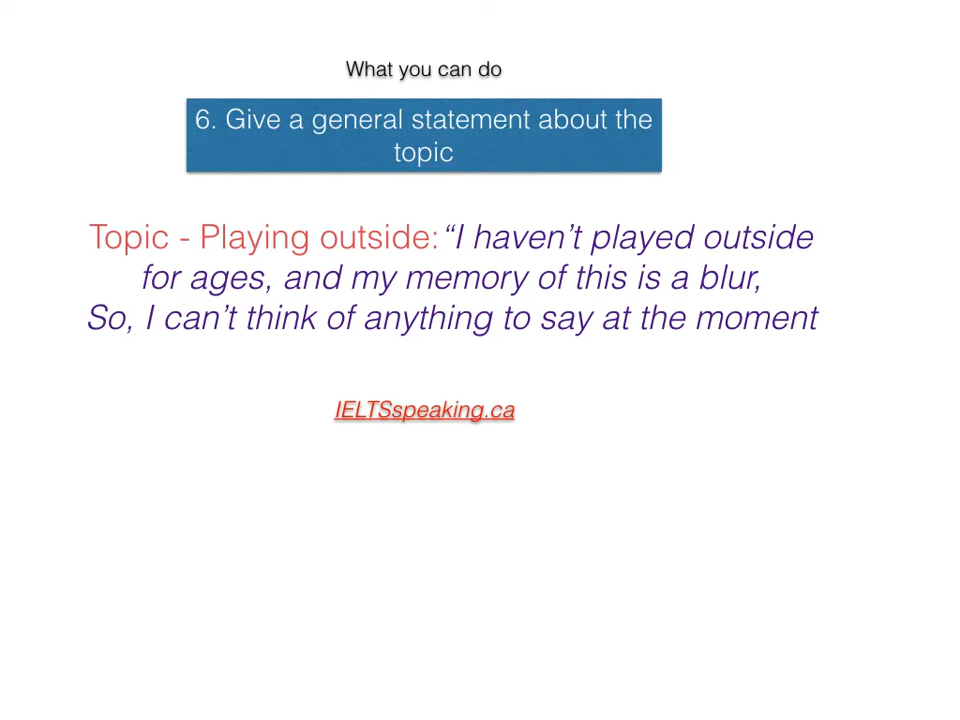 What you can do
6. Give a general statement about the
topic
Topic - Playing outside: “I haven’t played outside
for ages, and my memory of this is a blur,
So, I can’t think of anything to say at the moment
IELTSspeaking.ca